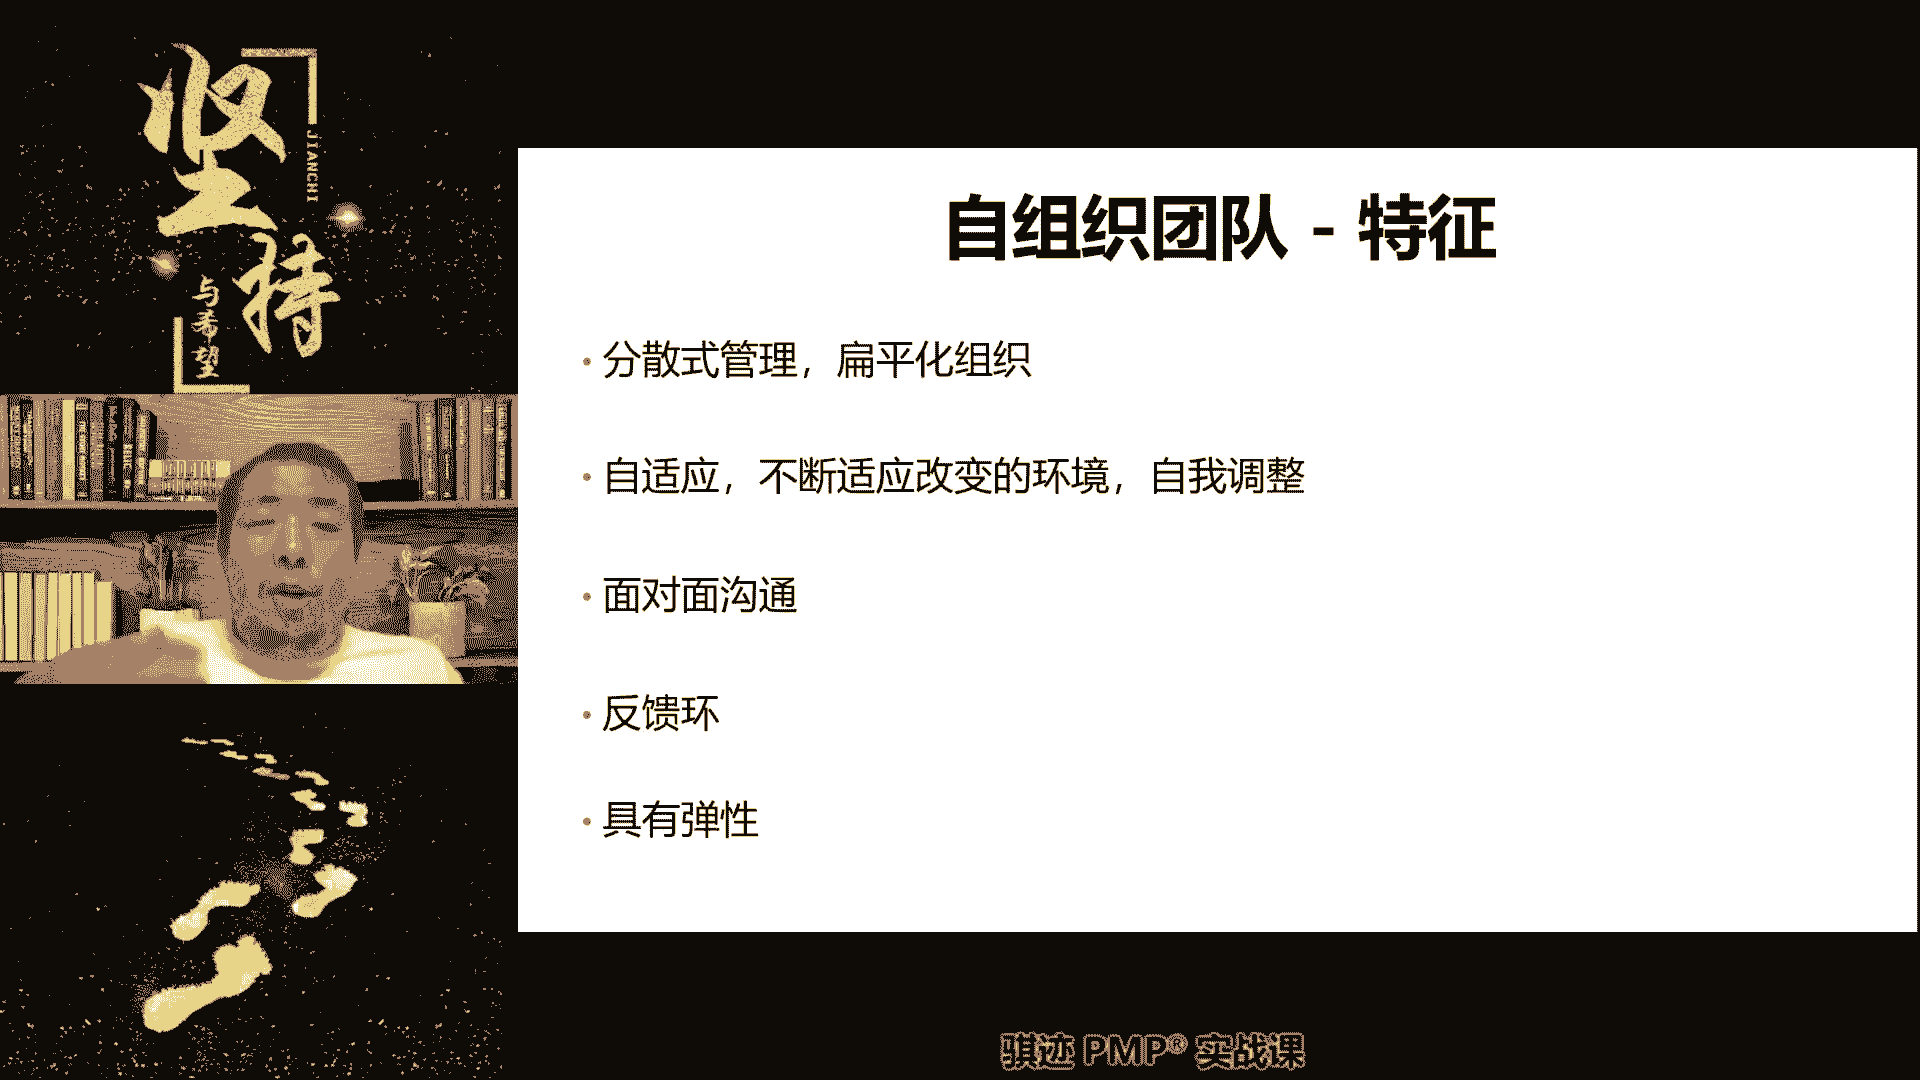 坚持
JIANCHI
与希望
自组织团队 - 特征
• 分散式管理，扁平化组织
• 自适应，不断适应改变的环境，自我调整
• 面对面沟通
• 反馈环
• 具有弹性
骐迹 PMP® 实战课